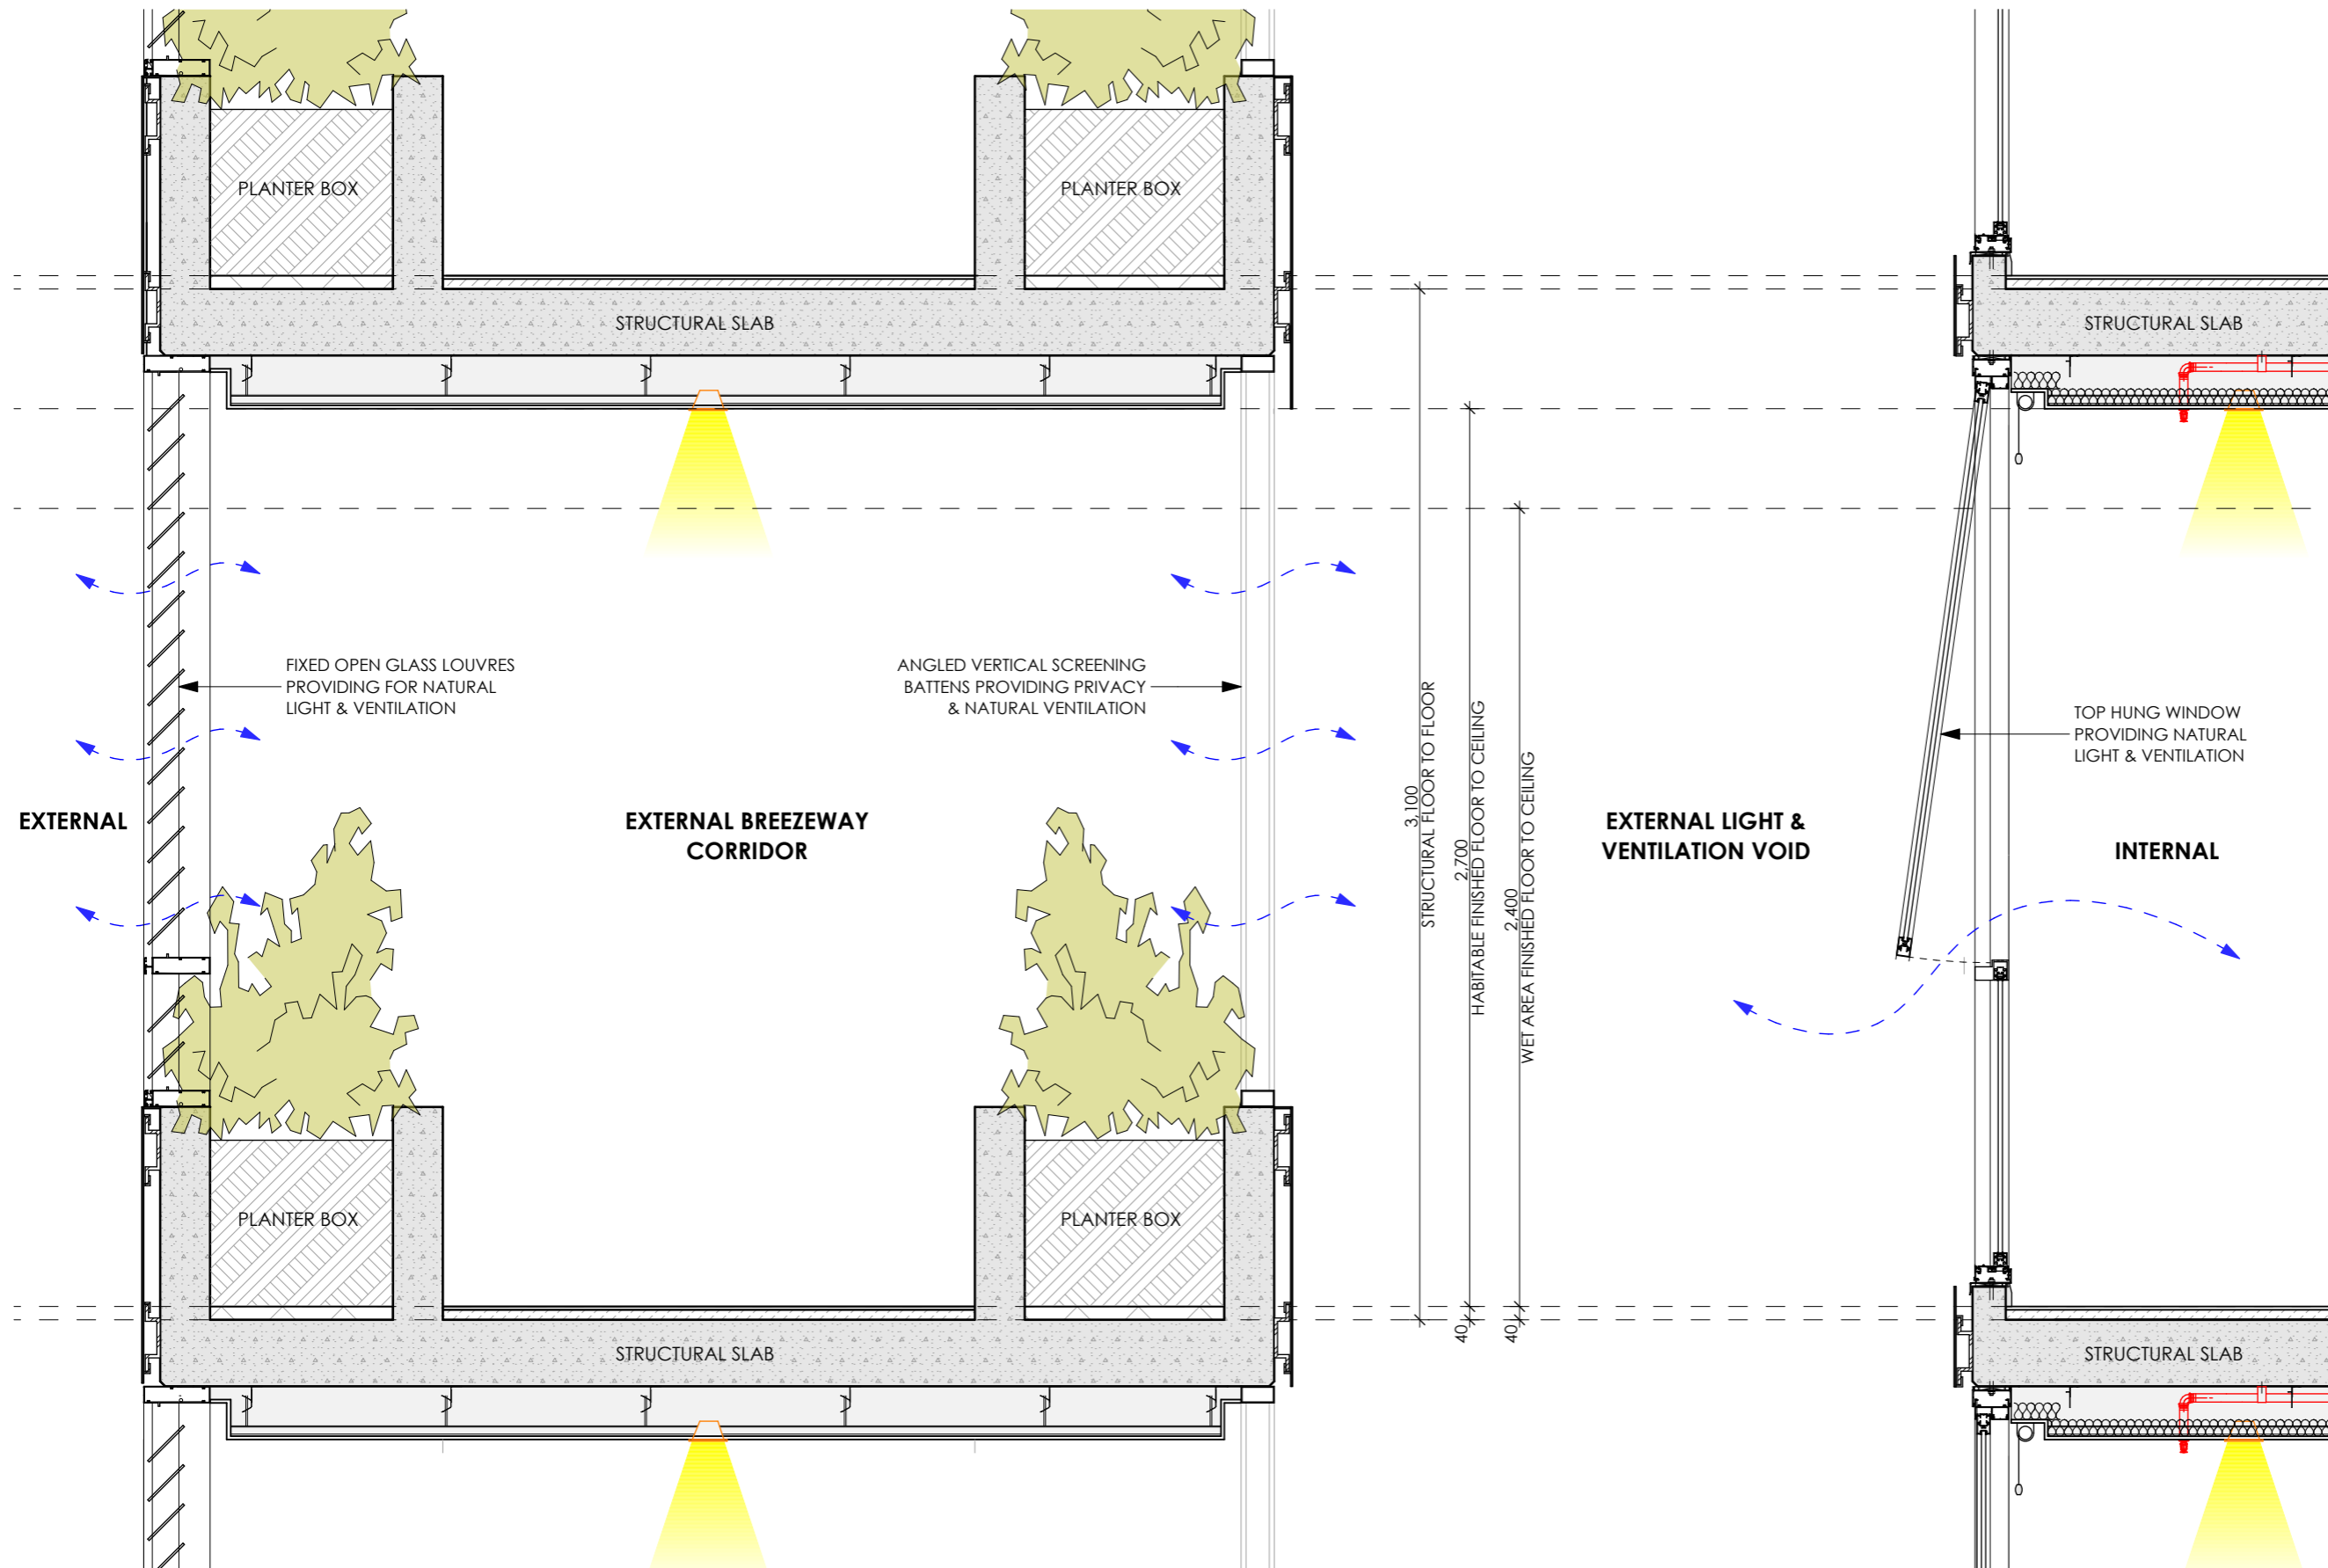 PLANTER BOX
PLANTER BOX
STRUCTURAL SLAB
STRUCTURAL SLAB
FIXED OPEN GLASS LOUVRES
PROVIDING FOR NATURAL
LIGHT & VENTILATION
ANGLED VERTICAL SCREENING
BATTENS PROVIDING PRIVACY
& NATURAL VENTILATION
3,100
STRUCTURAL FLOOR TO FLOOR
2,700
HABITABLE FINISHED FLOOR TO CEILING
2,400
WET AREA FINISHED FLOOR TO CEILING
TOP HUNG WINDOW
PROVIDING NATURAL
LIGHT & VENTILATION
EXTERNAL
EXTERNAL BREEZEWAY
CORRIDOR
EXTERNAL LIGHT &
VENTILATION VOID
INTERNAL
PLANTER BOX
PLANTER BOX
40
40
STRUCTURAL SLAB
STRUCTURAL SLAB